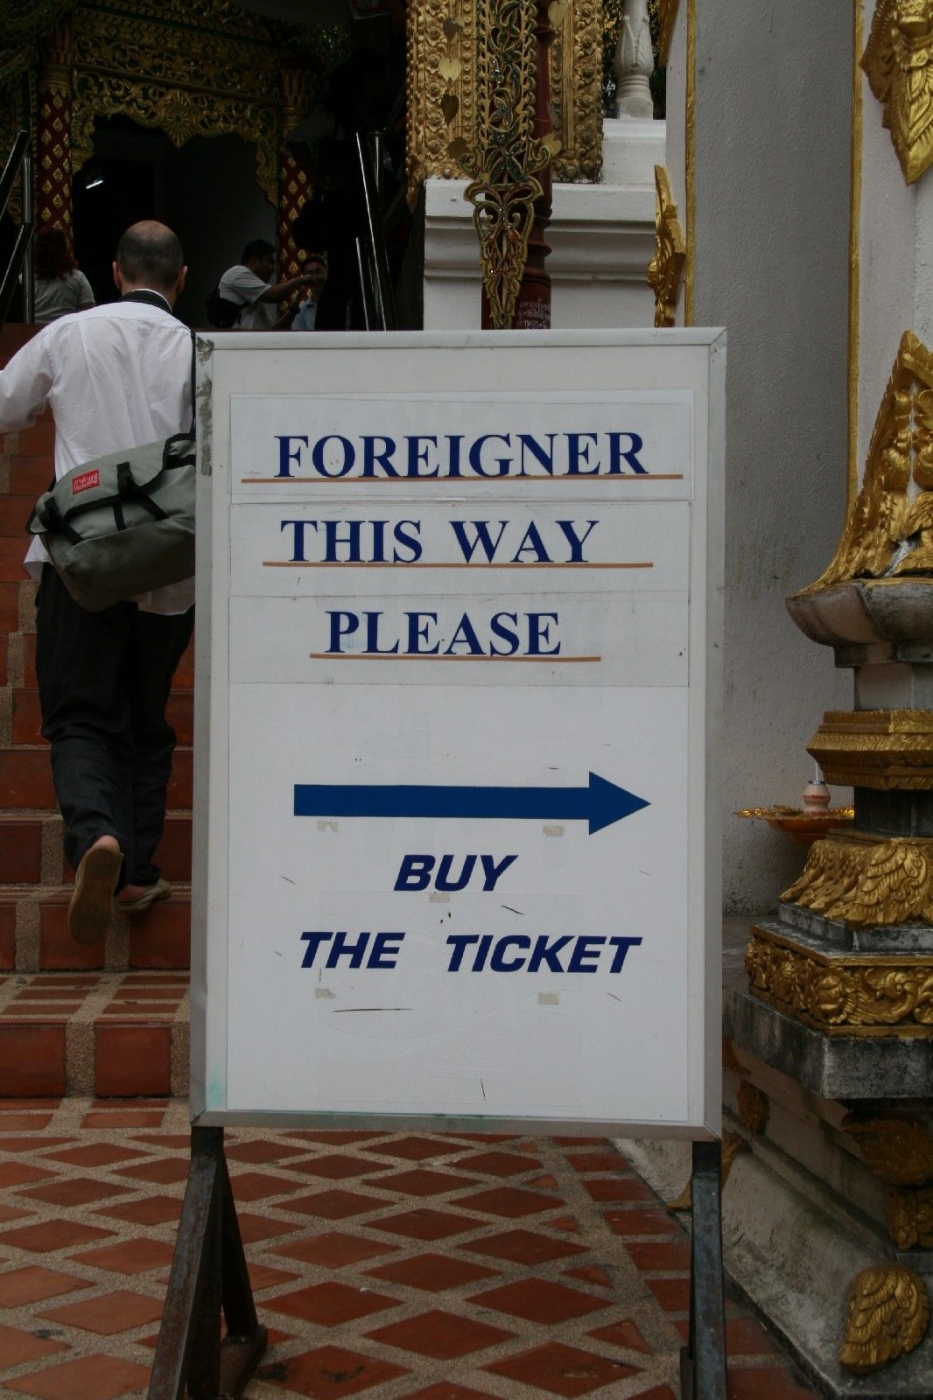 FOREIGNER
THIS WAY
PLEASE
BUY
THE TICKET